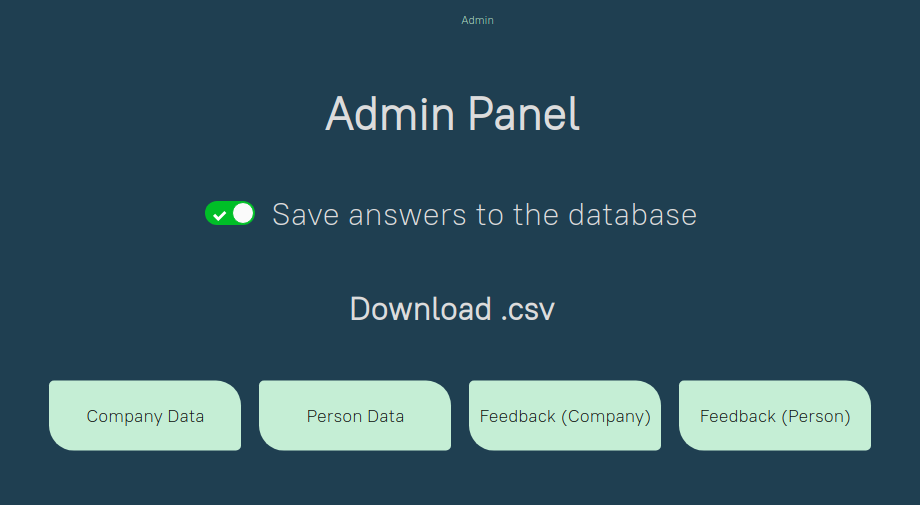 Admin
Admin Panel
Save answers to the database
Download .csv
Company Data
Person Data
Feedback (Company)
Feedback (Person)